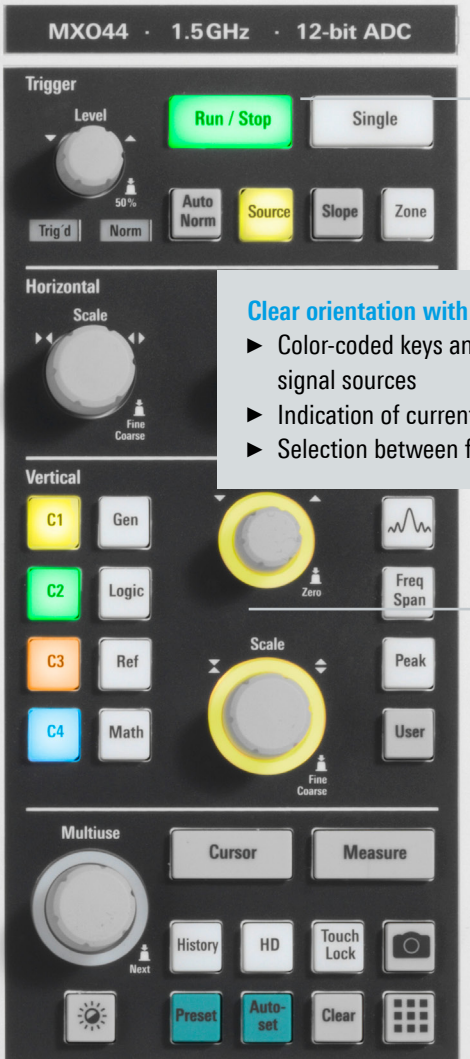 MXO44 · 1.5 GHz · 12-bit ADC
Trigger
Level
50%
Trig´d
Norm
Run / Stop
Single
Auto
Norm
Source
Slope
Zone
Horizontal
Scale
Fine
Coarse
Clear orientation with
► Color-coded keys an
signal sources
► Indication of current
► Selection between f
Vertical
C1
Gen
C2
Logic
C3
Ref
C4
Math
Zero
Scale
Fine
Coarse
Freq
Span
Peak
User
Multiuse
Next
Cursor
Measure
History
HD
Touch
Lock
Preset
Auto-
set
Clear